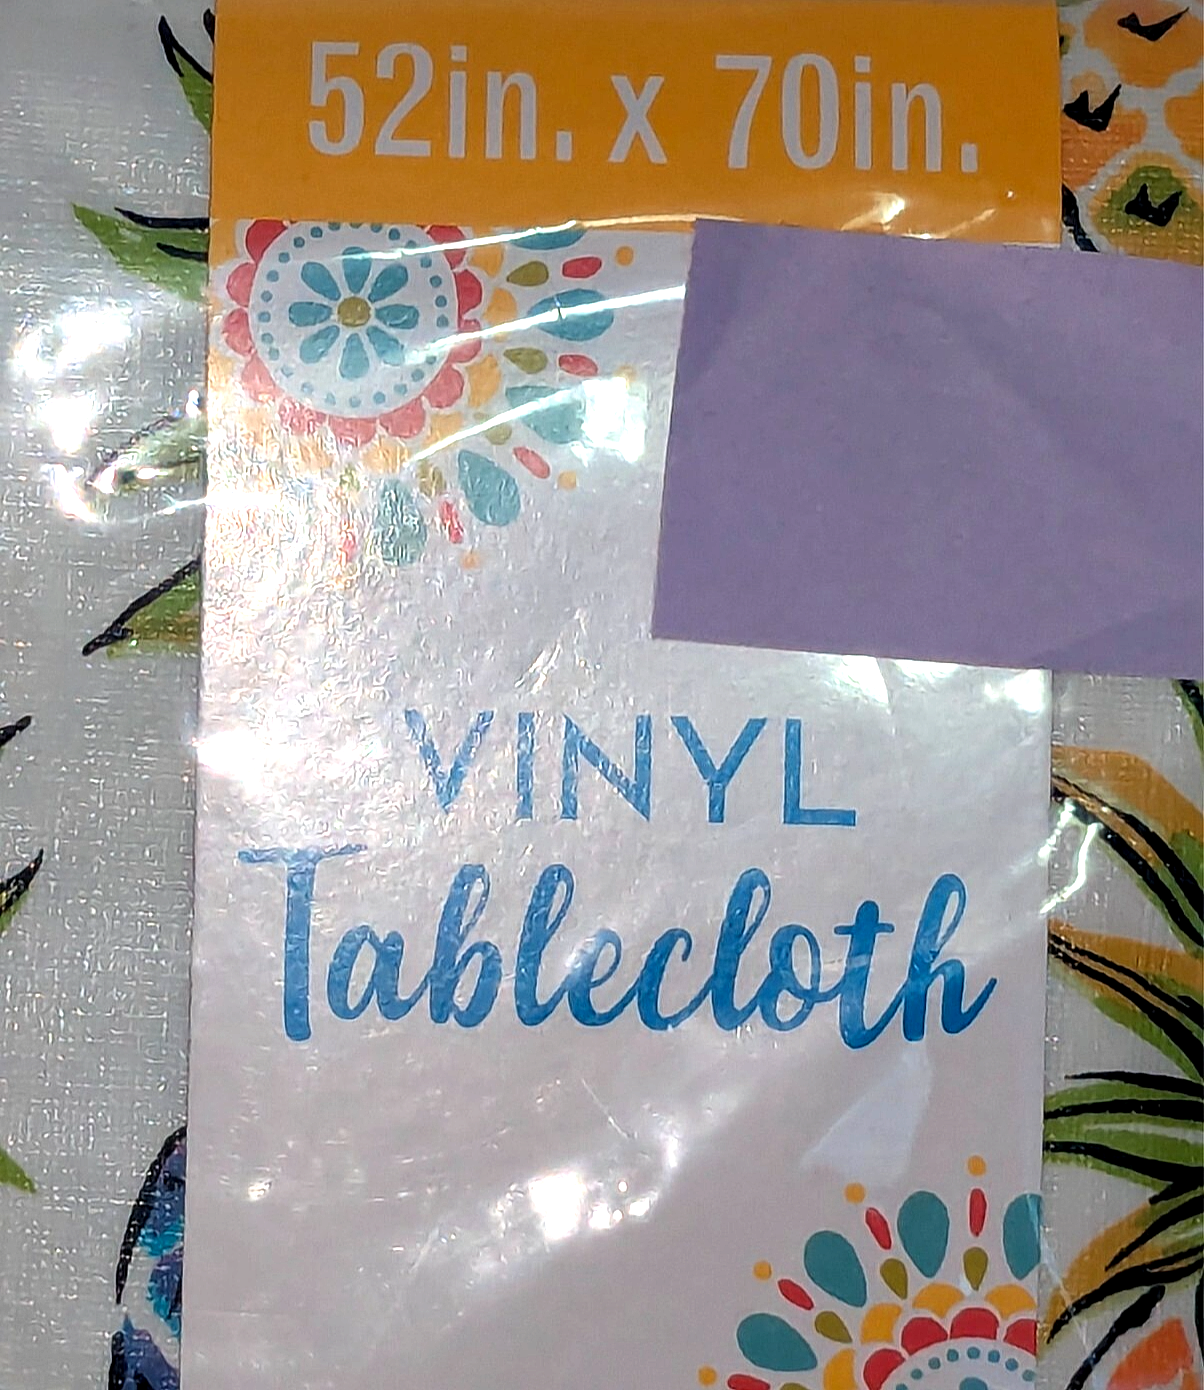 52in. x 70in.
VINYL
Tablecloth